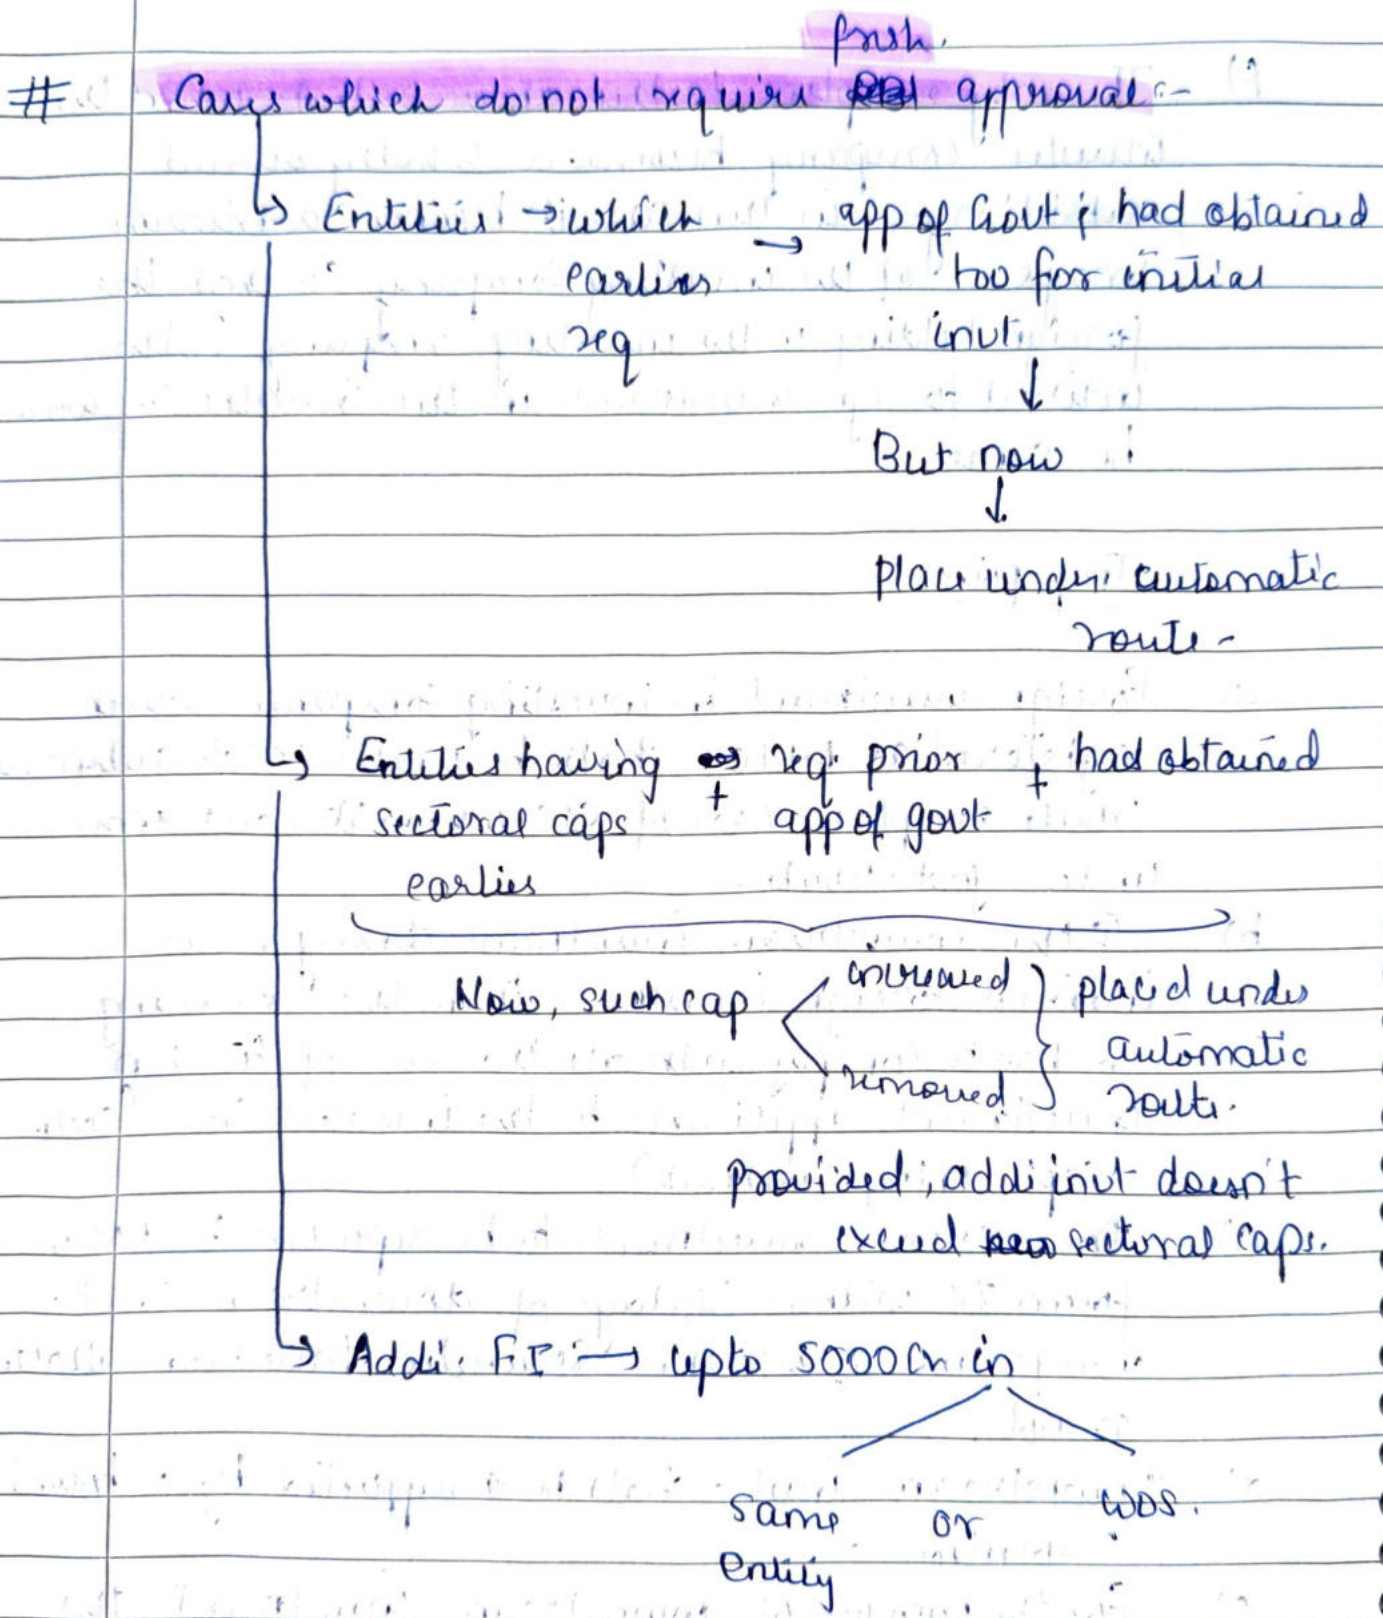 fresh.
# Cases which do not require approval :-
↳ Entities → which → app of Govt & had obtained
earlier too for initial
req invt.
↓
But now
↓
place under automatic
route -
↳ Entities having + req. prior + had obtained
sectoral caps app of govt
earlier
Now, such cap increased placed under
automatic
removed route.
provided, addi invt doesn't
exceed sectoral caps.
↳ Addi. FI → upto 5000 Cr in
same or WOS.
entity